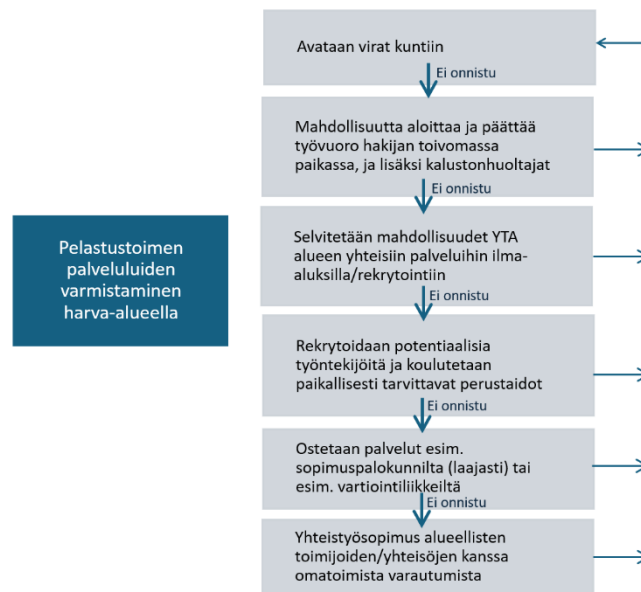 Avataan virat kuntiin
Ei onnistu
Mahdollisuutta aloittaa ja päättää
työvuoro hakijan toivomassa
paikassa, ja lisäksi kalustonhuoltajat
Ei onnistu
Pelastustoimen
palveluluiden
varmistaminen
harva-alueella
Selvitetään mahdollisuudet YTA
alueen yhteisiin palveluihin ilma-
aluksilla/rekrytointiin
Ei onnistu
Rekrytoidaan potentiaalisia
työntekijöitä ja koulutetaan
paikallisesti tarvittavat perustaidot
Ei onnistu
Ostetaan palvelut esim.
sopimuspalokunnilta (laajasti) tai
esim. vartiointiliikkeiltä
Ei onnistu
Yhteistyösopimus alueellisten
toimijoiden/yhteisöjen kanssa
omatoimista varautumista